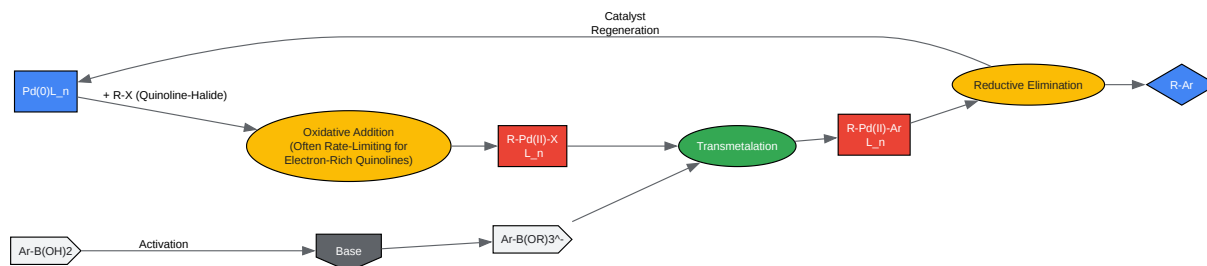 Catalyst
Regeneration
Pd(0)L_n
+ R-X (Quinoline-Halide)
Reductive Elimination
R-Ar
Oxidative Addition
(Often Rate-Limiting for
Electron-Rich Quinolines)
R-Pd(II)-X
L_n
Transmetalation
R-Pd(II)-Ar
L_n
Ar-B(OH)2
Activation
Base
Ar-B(OR)3^-